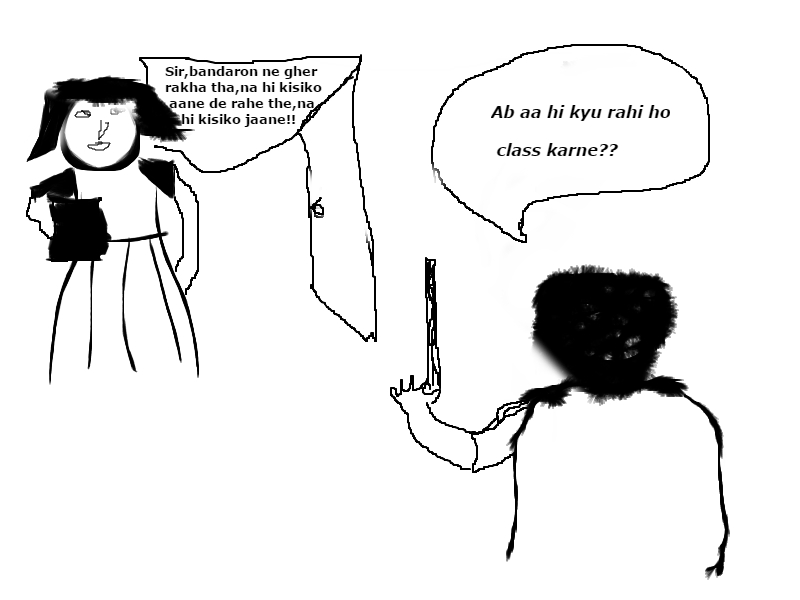 Sir,bandaron ne gher
rakha tha,na hi kisiko
aane de rahe the,na
hi kisiko jaane!!
Ab aa hi kyu rahi ho
class karne??